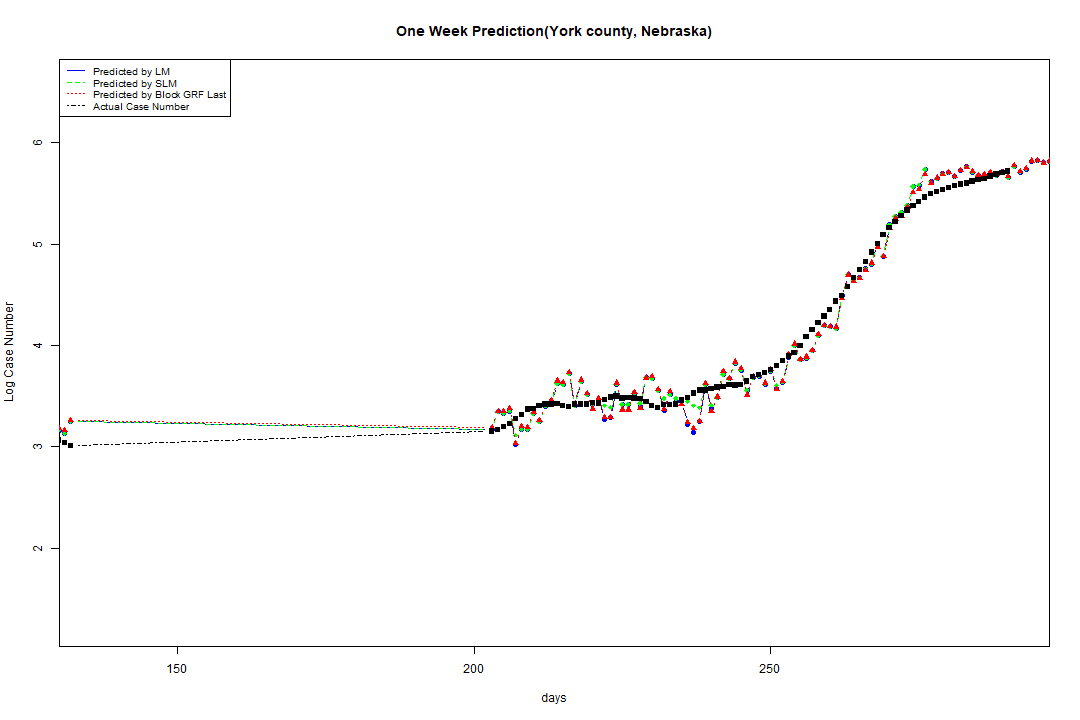 One Week Prediction(York county, Nebraska)
Predicted by LM
Predicted by SLM
Predicted by Block GRF Last
Actual Case Number
6
5
4
3
2
Log Case Number
150
200
250
days